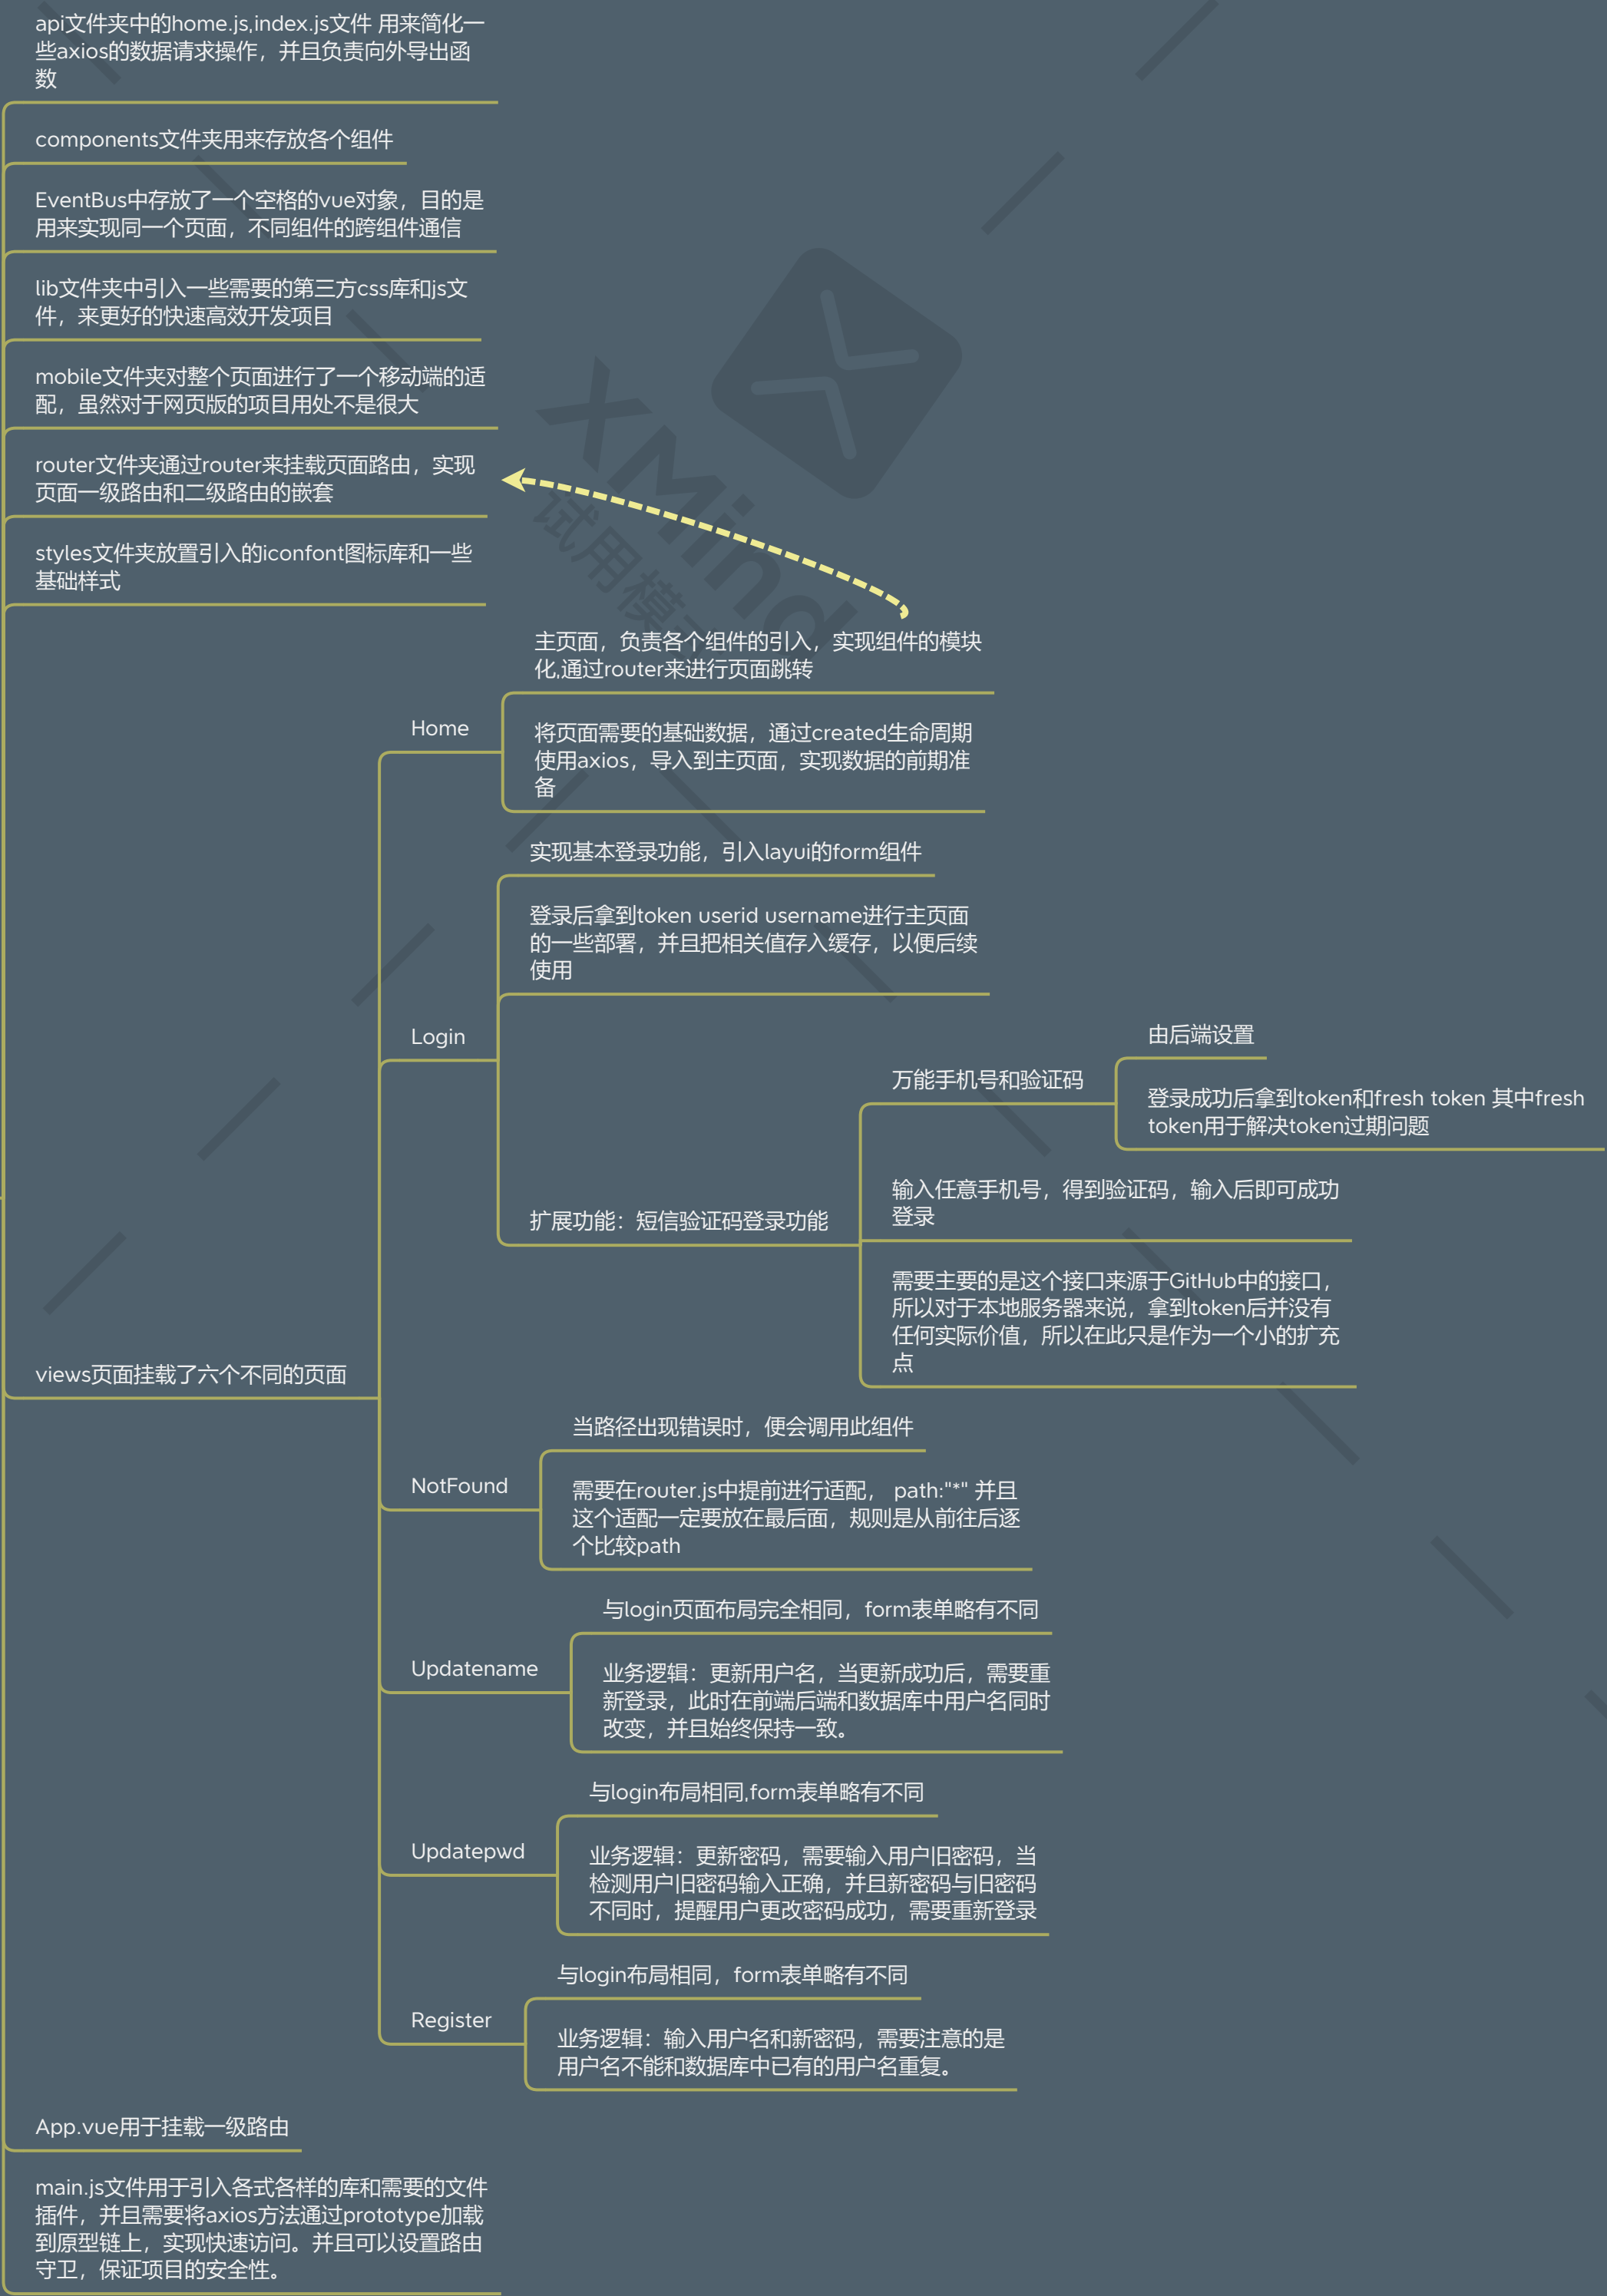 api文件夹中的home.js,index.js文件 用来简化一
些axios的数据请求操作，并且负责向外导出函
数
components文件夹用来存放各个组件
EventBus中存放了一个空格的vue对象，目的是
用来实现同一个页面，不同组件的跨组件通信
lib文件夹中引入一些需要的第三方css库和js文
件，来更好的快速高效开发项目
mobile文件夹对整个页面进行了一个移动端的适
配，虽然对于网页版的项目用处不是很大
router文件夹通过router来挂载页面路由，实现
页面一级路由和二级路由的嵌套
styles文件夹放置引入的iconfont图标库和一些
基础样式
views页面挂载了六个不同的页面
Home
主页面，负责各个组件的引入，实现组件的模块
化,通过router来进行页面跳转
将页面需要的基础数据，通过created生命周期
使用axios，导入到主页面，实现数据的前期准
备
Login
实现基本登录功能，引入layui的form组件
登录后拿到token userid username进行主页面
的一些部署，并且把相关值存入缓存，以便后续
使用
扩展功能：短信验证码登录功能
万能手机号和验证码
由后端设置
登录成功后拿到token和fresh token 其中fresh
token用于解决token过期问题
输入任意手机号，得到验证码，输入后即可成功
登录
需要主要的是这个接口来源于GitHub中的接口，
所以对于本地服务器来说，拿到token后并没有
任何实际价值，所以在此只是作为一个小的扩充
点
NotFound
当路径出现错误时，便会调用此组件
需要在router.js中提前进行适配， path:"*" 并且
这个适配一定要放在最后面，规则是从前往后逐
个比较path
Updatename
与login页面布局完全相同，form表单略有不同
业务逻辑：更新用户名，当更新成功后，需要重
新登录，此时在前端后端和数据库中用户名同时
改变，并且始终保持一致。
Updatepwd
与login布局相同,form表单略有不同
业务逻辑：更新密码，需要输入用户旧密码，当
检测用户旧密码输入正确，并且新密码与旧密码
不同时，提醒用户更改密码成功，需要重新登录
Register
与login布局相同，form表单略有不同
业务逻辑：输入用户名和新密码，需要注意的是
用户名不能和数据库中已有的用户名重复。
App.vue用于挂载一级路由
main.js文件用于引入各式各样的库和需要的文件
插件，并且需要将axios方法通过prototype加载
到原型链上，实现快速访问。并且可以设置路由
守卫，保证项目的安全性。
XMind
试用模式